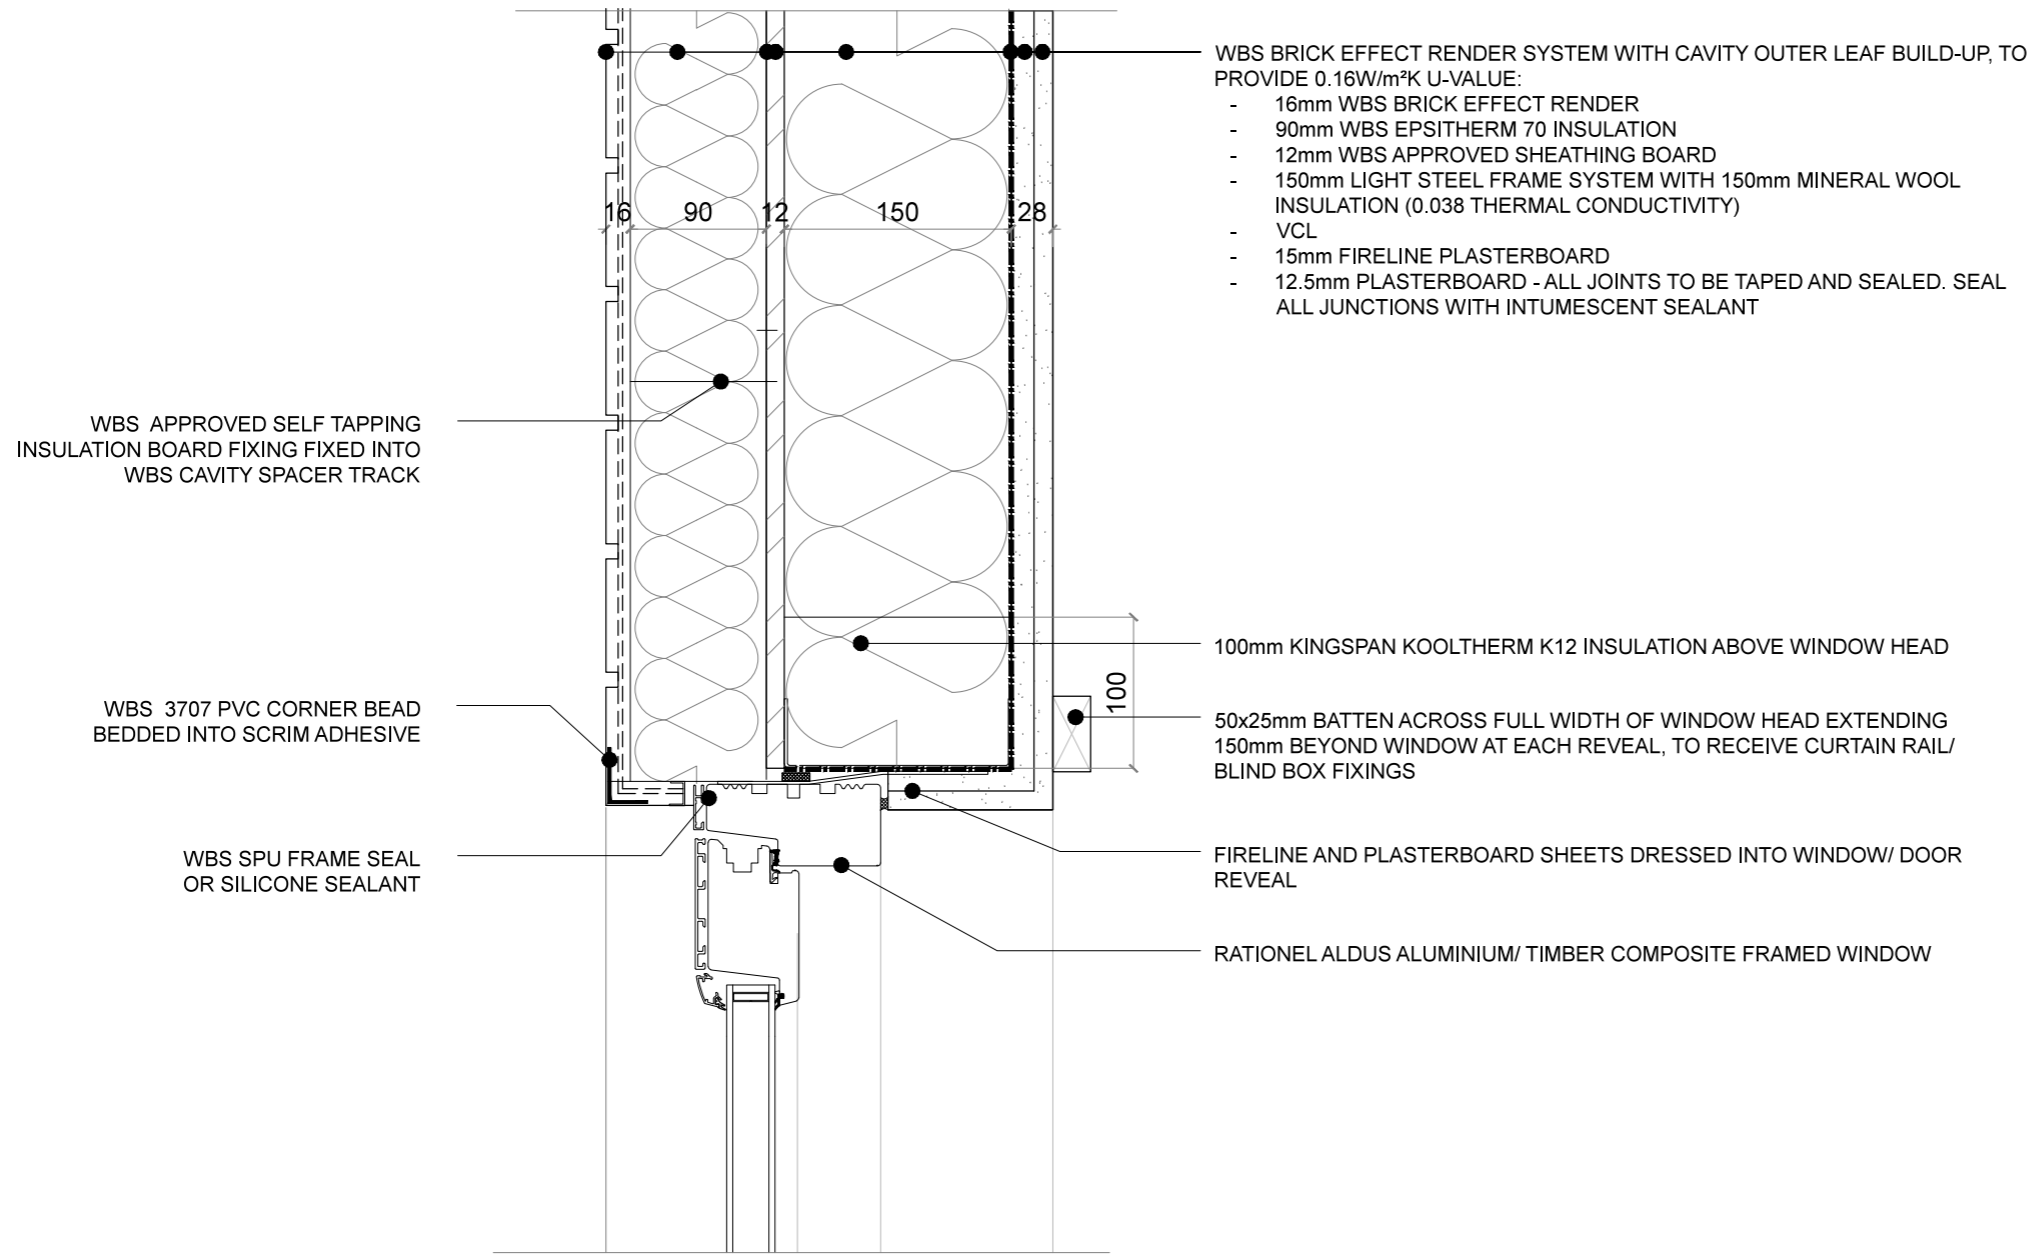 WBS BRICK EFFECT RENDER SYSTEM WITH CAVITY OUTER LEAF BUILD-UP, TO
PROVIDE 0.16W/m²K U-VALUE:
- 16mm WBS BRICK EFFECT RENDER
- 90mm WBS EPSITHERM 70 INSULATION
- 12mm WBS APPROVED SHEATHING BOARD
- 150mm LIGHT STEEL FRAME SYSTEM WITH 150mm MINERAL WOOL
INSULATION (0.038 THERMAL CONDUCTIVITY)
- VCL
- 15mm FIRELINE PLASTERBOARD
- 12.5mm PLASTERBOARD - ALL JOINTS TO BE TAPED AND SEALED. SEAL
ALL JUNCTIONS WITH INTUMESCENT SEALANT
16 90 12 150 28
WBS APPROVED SELF TAPPING
INSULATION BOARD FIXING FIXED INTO
WBS CAVITY SPACER TRACK
100mm KINGSPAN KOOLTHERM K12 INSULATION ABOVE WINDOW HEAD
100
WBS 3707 PVC CORNER BEAD
BEDDED INTO SCRIM ADHESIVE
50x25mm BATTEN ACROSS FULL WIDTH OF WINDOW HEAD EXTENDING
150mm BEYOND WINDOW AT EACH REVEAL, TO RECEIVE CURTAIN RAIL/
BLIND BOX FIXINGS
WBS SPU FRAME SEAL
OR SILICONE SEALANT
FIRELINE AND PLASTERBOARD SHEETS DRESSED INTO WINDOW/ DOOR
REVEAL
RATIONEL ALDUS ALUMINIUM/ TIMBER COMPOSITE FRAMED WINDOW